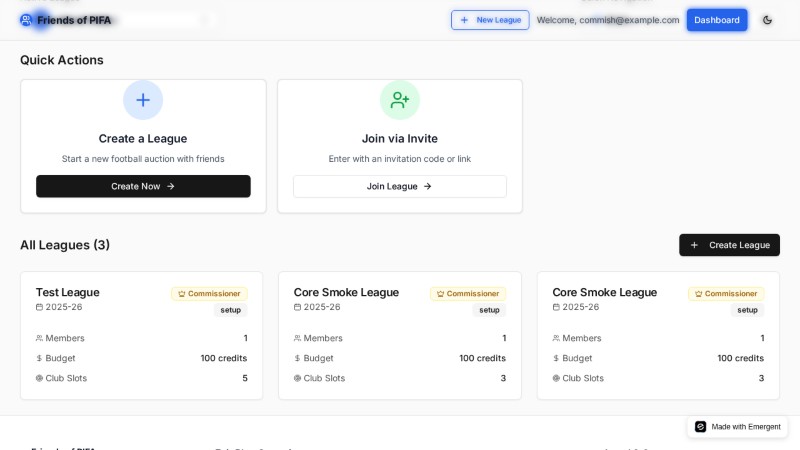 Friends of PIFA
New League
Welcome, commish@example.com
Dashboard
Quick Actions
Create a League
Start a new football auction with friends
Create Now
Join via Invite
Enter with an invitation code or link
Join League
All Leagues (3)
Create League
Test League
Commissioner
2025-26
setup
Members 1
Budget 100 credits
Club Slots 5
Core Smoke League
Commissioner
2025-26
setup
Members 1
Budget 100 credits
Club Slots 3
Core Smoke League
Commissioner
2025-26
setup
Members 1
Budget 100 credits
Club Slots 3
Made with Emergent
Friends of PIFA